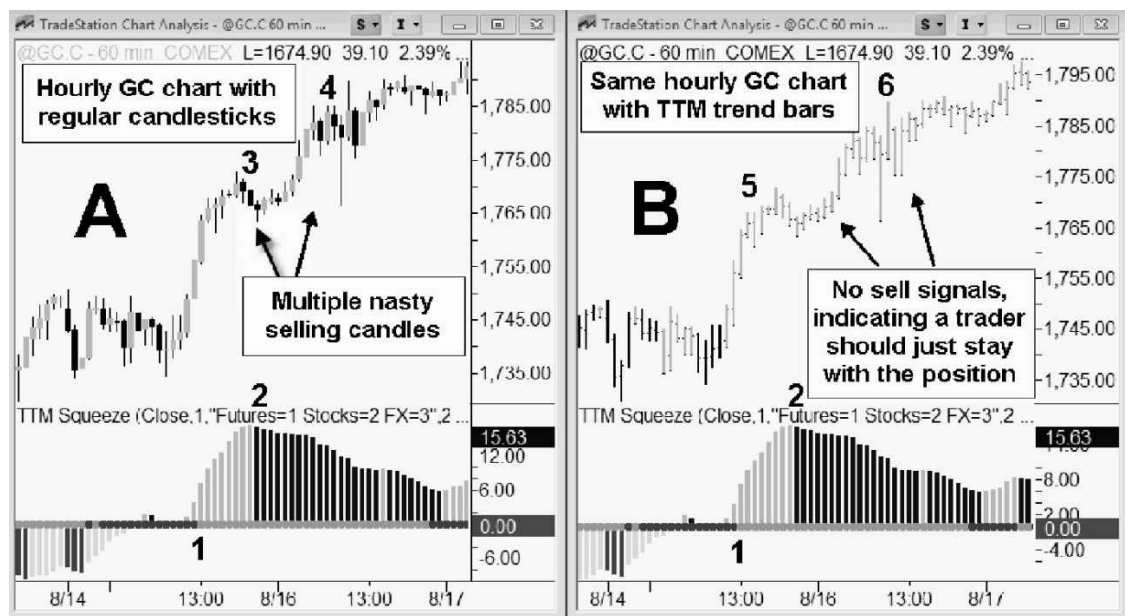 TradeStation Chart Analysis - @GC.C 60 min ...
S
I
@GC.C - 60 min COMEX L=1674.90 39.10 2.39% ...
Hourly GC chart with
regular candlesticks
4
3
A
Multiple nasty
selling candles
1,785.00
1,775.00
1,765.00
1,755.00
1,745.00
1,735.00
2
TTM Squeeze (Close,1,"Futures=1 Stocks=2 FX=3",2 ...
15.63
12.00
6.00
0.00
-6.00
1
8/14
13:00
8/16
13:00
8/17
TradeStation Chart Analysis - @GC.C 60 min ...
S
I
@GC.C - 60 min COMEX L=1674.90 39.10 2.39% ...
Same hourly GC chart
with TTM trend bars
6
5
B
No sell signals,
indicating a trader
should just stay
with the position
1,795.00
1,785.00
1,775.00
1,765.00
1,755.00
1,745.00
1,735.00
2
TTM Squeeze (Close,1,"Futures=1 Stocks=2 FX=3",2 ...
15.63
8.00
0.00
-4.00
1
8/14
13:00
8/16
13:00
8/17